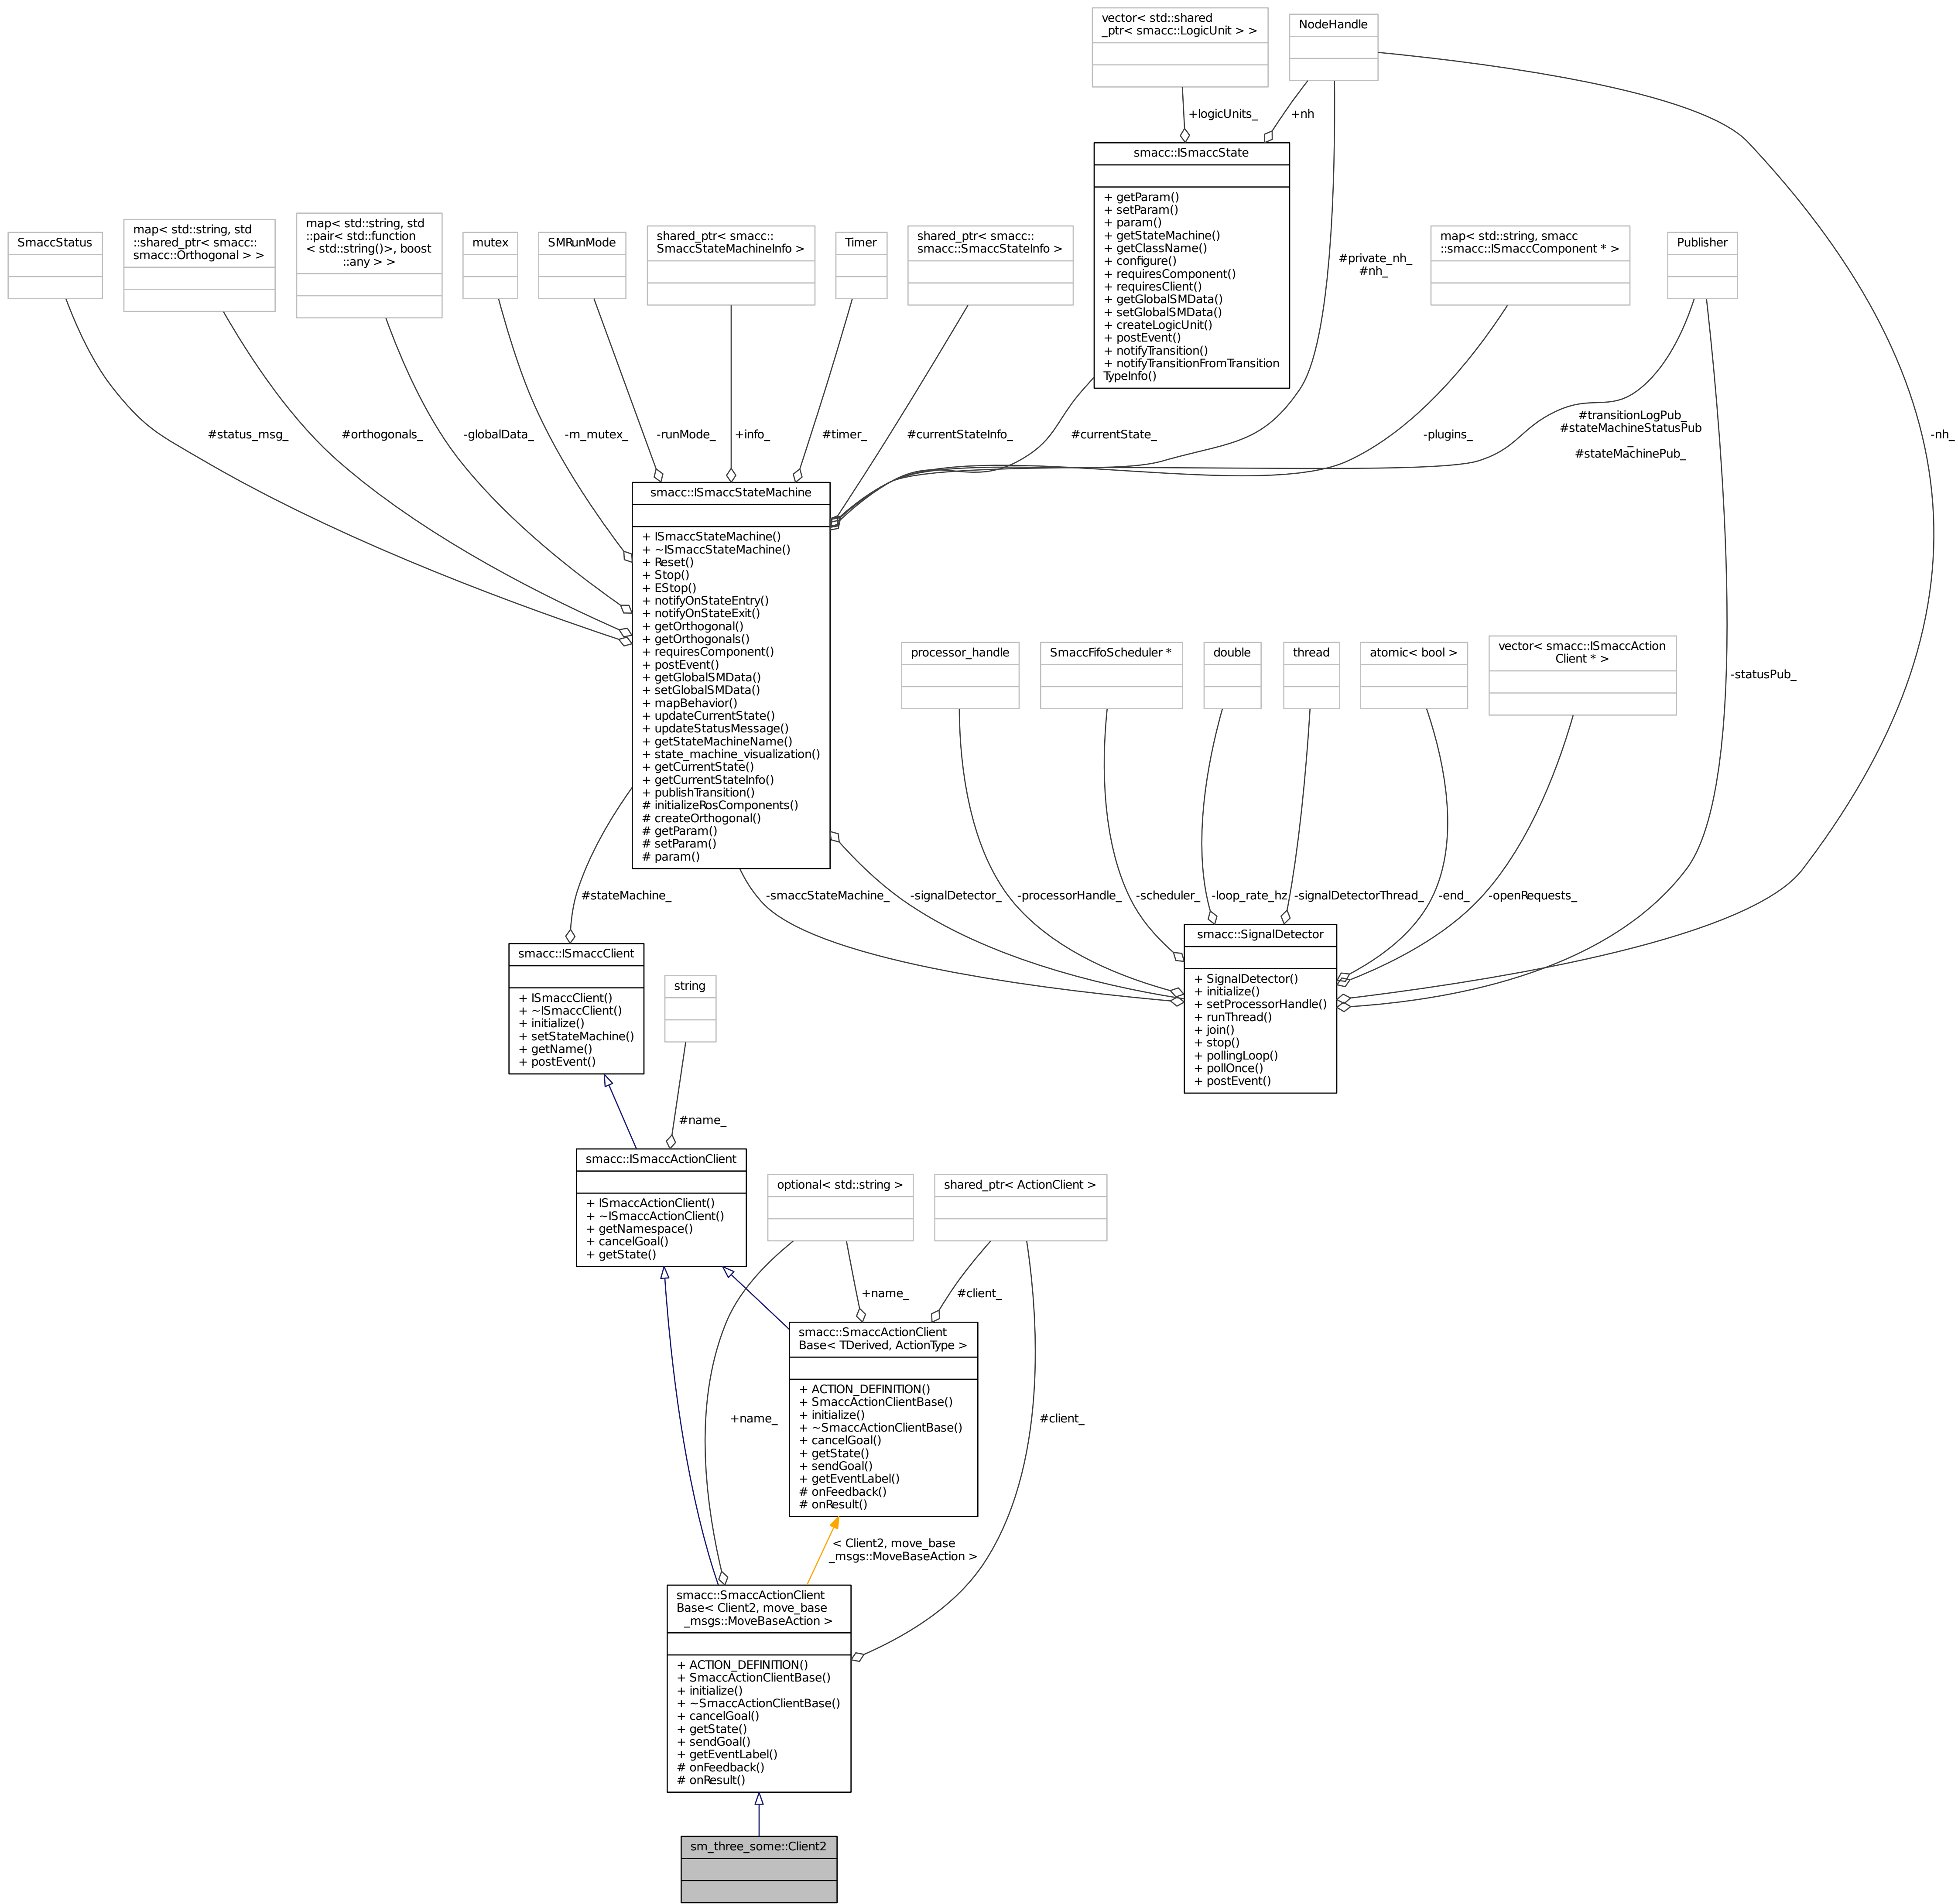 vector< std::shared
_ptr< smacc::LogicUnit > >
NodeHandle
+logicUnits_
+nh
smacc::ISmaccState
+ getParam()
+ setParam()
+ param()
+ getStateMachine()
+ getClassName()
+ configure()
+ requiresComponent()
+ requiresClient()
+ getGlobalSMData()
+ setGlobalSMData()
+ createLogicUnit()
+ postEvent()
+ notifyTransition()
+ notifyTransitionFromTransition
TypeInfo()
SmaccStatus
map< std::string, std
::shared_ptr< smacc::
smacc::Orthogonal > >
map< std::string, std
::pair< std::function
< std::string()>, boost
::any > >
mutex
SMRunMode
shared_ptr< smacc::
SmaccStateMachineInfo >
Timer
shared_ptr< smacc::
smacc::SmaccStateInfo >
#private_nh_
#nh_
map< std::string, smacc
::smacc::ISmaccComponent * >
Publisher
#status_msg_
#orthogonals_
-globalData_
-m_mutex_
-runMode_
+info_
#timer_
#currentStateInfo_
#currentState_
-plugins_
#transitionLogPub_
#stateMachineStatusPub
_
#stateMachinePub_
-nh_
smacc::ISmaccStateMachine
+ ISmaccStateMachine()
+ ~ISmaccStateMachine()
+ Reset()
+ Stop()
+ EStop()
+ notifyOnStateEntry()
+ notifyOnStateExit()
+ getOrthogonal()
+ getOrthogonals()
+ requiresComponent()
+ postEvent()
+ getGlobalSMData()
+ setGlobalSMData()
+ mapBehavior()
+ updateCurrentState()
+ updateStatusMessage()
+ getStateMachineName()
+ state_machine_visualization()
+ getCurrentState()
+ getCurrentStateInfo()
+ publishTransition()
# initializeRosComponents()
# createOrthogonal()
# getParam()
# setParam()
# param()
processor_handle
SmaccFifoScheduler *
double
thread
atomic< bool >
vector< smacc::ISmaccAction
Client * >
-statusPub_
#stateMachine_
-smaccStateMachine_
-signalDetector_
-processorHandle_
-scheduler_
-loop_rate_hz
-signalDetectorThread_
-end_
-openRequests_
smacc::SignalDetector
+ SignalDetector()
+ initialize()
+ setProcessorHandle()
+ runThread()
+ join()
+ stop()
+ pollingLoop()
+ pollOnce()
+ postEvent()
smacc::ISmaccClient
+ ISmaccClient()
+ ~ISmaccClient()
+ initialize()
+ setStateMachine()
+ getName()
+ postEvent()
string
#name_
smacc::ISmaccActionClient
+ ISmaccActionClient()
+ ~ISmaccActionClient()
+ getNamespace()
+ cancelGoal()
+ getState()
optional< std::string >
shared_ptr< ActionClient >
+name_
#client_
smacc::SmaccActionClient
Base< TDerived, ActionType >
+ ACTION_DEFINITION()
+ SmaccActionClientBase()
+ initialize()
+ ~SmaccActionClientBase()
+ cancelGoal()
+ getState()
+ sendGoal()
+ getEventLabel()
# onFeedback()
# onResult()
+name_
#client_
< Client2, move_base
_msgs::MoveBaseAction >
smacc::SmaccActionClient
Base< Client2, move_base
_msgs::MoveBaseAction >
+ ACTION_DEFINITION()
+ SmaccActionClientBase()
+ initialize()
+ ~SmaccActionClientBase()
+ cancelGoal()
+ getState()
+ sendGoal()
+ getEventLabel()
# onFeedback()
# onResult()
sm_three_some::Client2